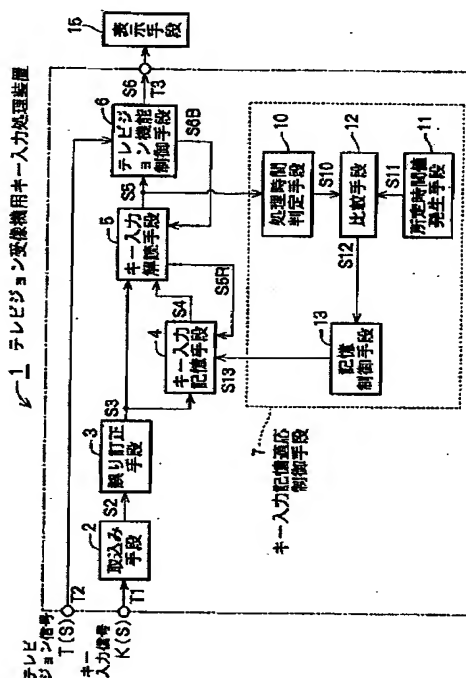 1 テレビジョン受像機用キー入力処理装置
テレビ
ジョン信号
T(S)
T2
キー
入力信号
K(S)
T1
2
取込み
手段
S2
3
誤り訂正
手段
S3
4
キー入力
記憶手段
S4
S5R
S13
5
キー入力
解読手段
S5
6
テレビジョン機能
制御手段
S6B
S6
T3
15
表示手段
7
キー入力記憶適応
制御手段
10
処理時間
判定手段
S10
12
比較手段
S11
11
所定時間値
発生手段
S12
13
記憶
制御手段